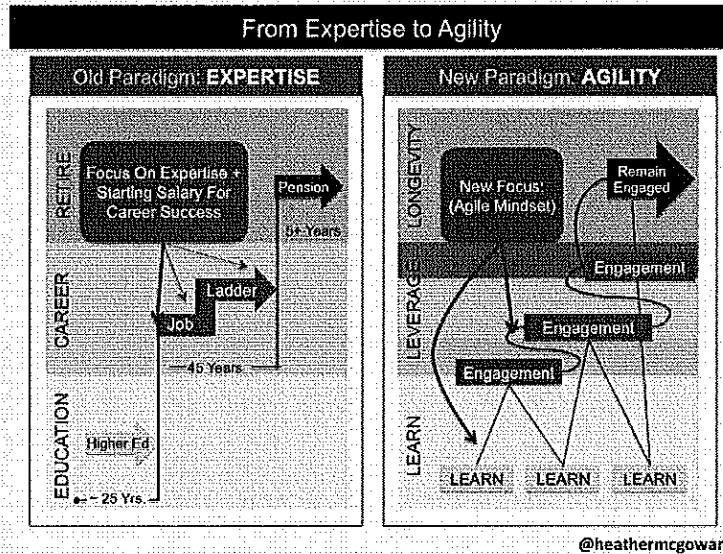 From Expertise to Agility
Old Paradigm: EXPERTISE
RETIRE
Focus On Expertise +
Starting Salary For
Career Success
Pension
5+ Years
CAREER
Ladder
Job
45 Years
EDUCATION
Higher Ed
~ 25 Yrs.
New Paradigm: AGILITY
LONGEVITY
New Focus:
(Agile Mindset)
Remain
Engaged
LEVERAGE
Engagement
Engagement
Engagement
LEARN
LEARN
LEARN
LEARN
@heathermcgowan